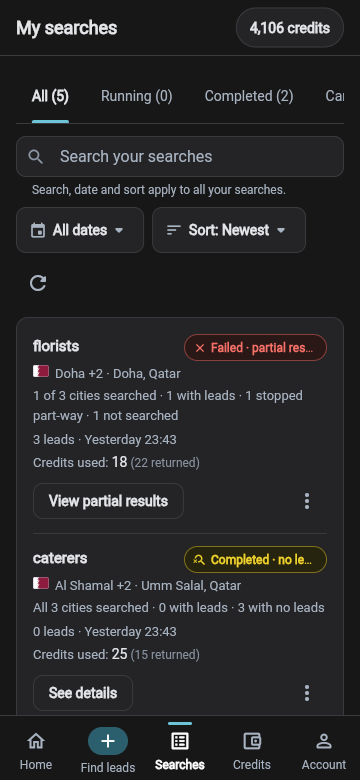 My searches
4,106 credits
All (5)
Running (0)
Completed (2)
Search your searches
Search, date and sort apply to all your searches.
All dates
Sort: Newest
florists
Failed · partial res...
Doha +2 · Doha, Qatar
1 of 3 cities searched · 1 with leads · 1 stopped
part-way · 1 not searched
3 leads · Yesterday 23:43
Credits used: 18 (22 returned)
View partial results
caterers
Completed · no le...
Al Shamal +2 · Umm Salal, Qatar
All 3 cities searched · 0 with leads · 3 with no leads
0 leads · Yesterday 23:43
Credits used: 25 (15 returned)
See details
Home
Find leads
Searches
Credits
Account